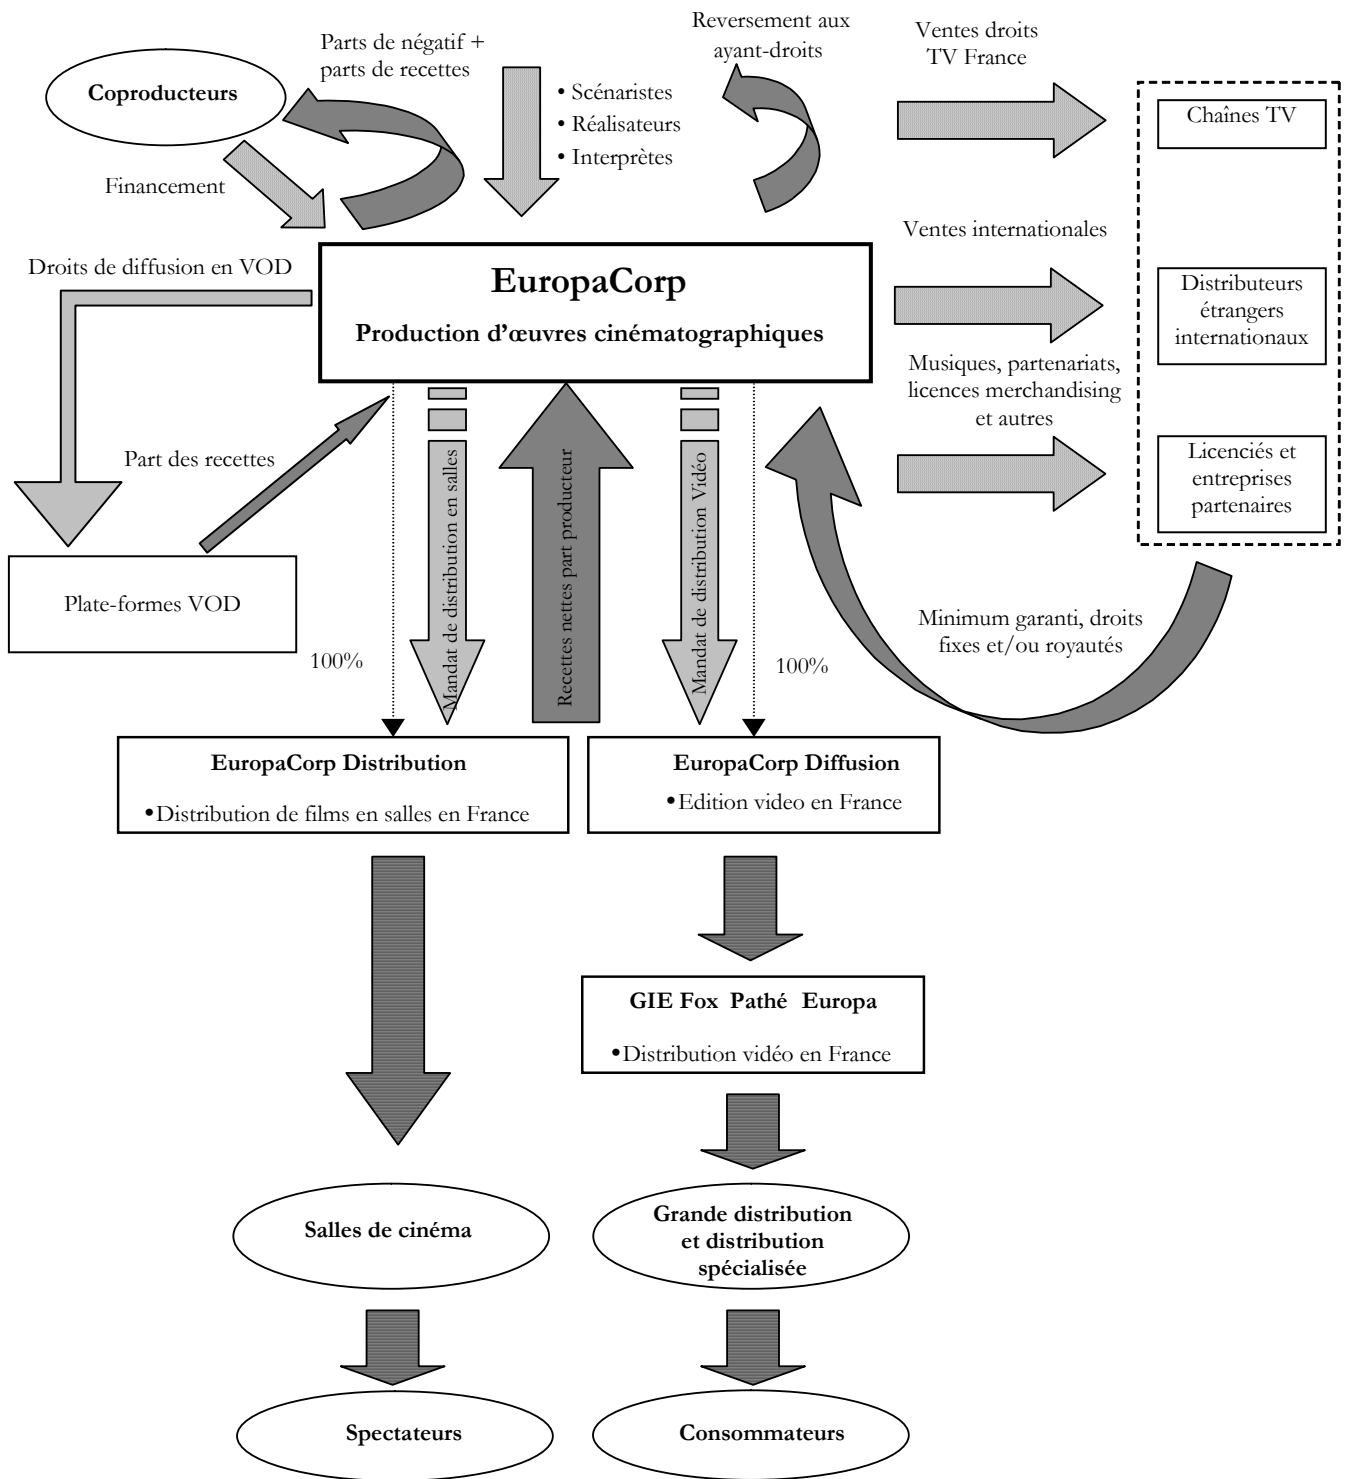 Reversement aux
ayant-droits
Ventes droits
TV France
Parts de négatif +
parts de recettes
Coproducteurs
• Scénaristes
• Réalisateurs
• Interprètes
Chaînes TV
Financement
Ventes internationales
Droits de diffusion en VOD
EuropaCorp
Production d'œuvres cinématographiques
Distributeurs
étrangers
internationaux
Musiques, partenariats,
licences merchandising
et autres
Part des recettes
Licenciés et
entreprises
partenaires
Mandat de distribution en salles
Recettes nettes part producteur
Mandat de distribution Vidéo
Plate-formes VOD
Minimum garanti, droits
fixes et/ou royautés
100%
100%
EuropaCorp Distribution
•Distribution de films en salles en France
EuropaCorp Diffusion
•Edition video en France
GIE Fox Pathé Europa
•Distribution vidéo en France
Salles de cinéma
Grande distribution
et distribution
spécialisée
Spectateurs
Consommateurs